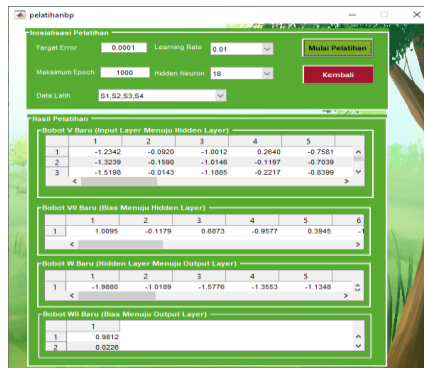 pelatihanbp
Inisialisasi Pelatihan
Target Error 0.0001 Learning Rate 0.01 Mulai Pelatihan
Maksimum Epoch 1000 Hidden Neuron 18 Kembali
Data Latih S1,S2,S3,S4
Hasil Pelatihan
Bobot V Baru (Input Layer Menuju Hidden Layer)
1 2 3 4 5
1 -1.2342 -0.0920 -1.0012 0.2640 -0.7581
2 -1.3239 -0.1590 -1.0146 -0.1197 -0.7039
3 -1.5198 -0.0143 -1.1885 -0.2217 -0.8399
Bobot V0 Baru (Bias Menuju Hidden Layer)
1 2 3 4 5 6
1 1.0095 -0.1179 0.6873 -0.9577 0.3945 -1
Bobot W Baru (Hidden Layer Menuju Output Layer)
1 2 3 4 5
1 -1.9880 -1.0189 -1.5776 -1.3553 -1.1348
Bobot W0 Baru (Bias Menuju Output Layer)
1
1 0.9812
2 0.0226